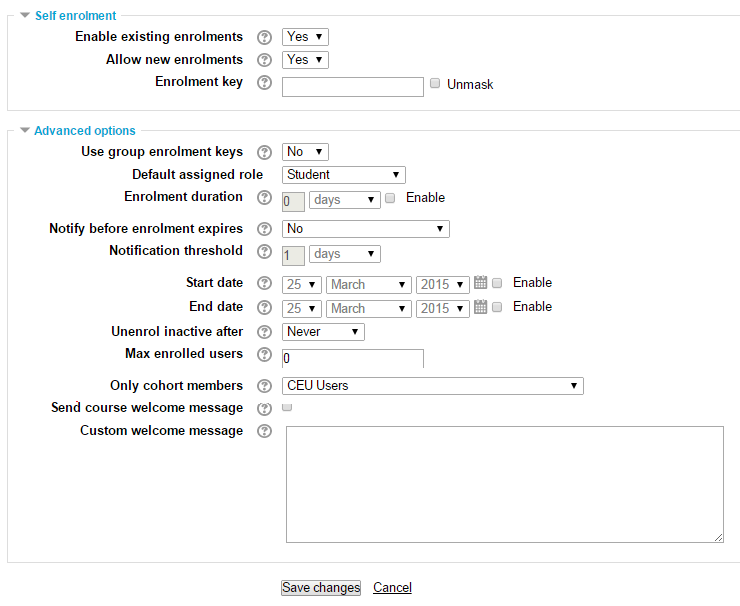 Self enrolment
Enable existing enrolments ? Yes
Allow new enrolments ? Yes
Enrolment key ? Unmask
Advanced options
Use group enrolment keys ? No
Default assigned role Student
Enrolment duration ? 0 days Enable
Notify before enrolment expires ? No
Notification threshold ? 1 days
Start date ? 25 March 2015 Enable
End date ? 25 March 2015 Enable
Unenrol inactive after ? Never
Max enrolled users ? 0
Only cohort members ? CEU Users
Send course welcome message ?
Custom welcome message ?
Save changes Cancel